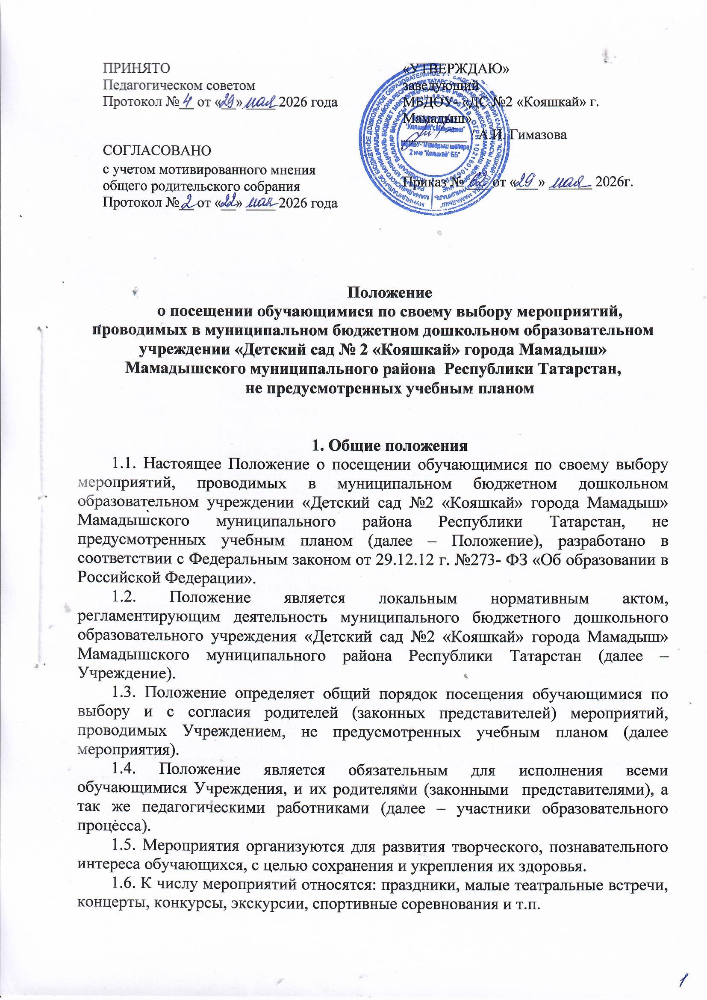 ПРИНЯТО
Педагогическом советом
Протокол № 4 от «29» мая 2026 года
СОГЛАСОВАНО
с учетом мотивированного мнения
общего родительского собрания
Протокол № 2 от «22» мая 2026 года
«УТВЕРЖДАЮ»
заведующий
МБДОУ- «ДС №2 «Кояшкай» г.
Мамадыш»
/ А.И. Гимазова
Приказ № 62 от «29» мая 2026г.
"Кояшкай" г.Мамадыш"
МБМБУ-"Мамадыш шәһәре
2 нче "Кояшкай" ББ"
Положение
о посещении обучающимися по своему выбору мероприятий,
проводимых в муниципальном бюджетном дошкольном образовательном
учреждении «Детский сад № 2 «Кояшкай» города Мамадыш»
Мамадышского муниципального района Республики Татарстан,
не предусмотренных учебным планом
1. Общие положения
1.1. Настоящее Положение о посещении обучающимися по своему выбору
мероприятий, проводимых в муниципальном бюджетном дошкольном
образовательном учреждении «Детский сад №2 «Кояшкай» города Мамадыш»
Мамадышского муниципального района Республики Татарстан, не
предусмотренных учебным планом (далее – Положение), разработано в
соответствии с Федеральным законом от 29.12.12 г. №273- ФЗ «Об образовании в
Российской Федерации».
1.2. Положение является локальным нормативным актом,
регламентирующим деятельность муниципального бюджетного дошкольного
образовательного учреждения «Детский сад №2 «Кояшкай» города Мамадыш»
Мамадышского муниципального района Республики Татарстан (далее –
Учреждение).
1.3. Положение определяет общий порядок посещения обучающимися по
выбору и с согласия родителей (законных представителей) мероприятий,
проводимых Учреждением, не предусмотренных учебным планом (далее
мероприятия).
1.4. Положение является обязательным для исполнения всеми
обучающимися Учреждения, и их родителями (законными представителями), а
так же педагогическими работниками (далее – участники образовательного
процесса).
1.5. Мероприятия организуются для развития творческого, познавательного
интереса обучающихся, с целью сохранения и укрепления их здоровья.
1.6. К числу мероприятий относятся: праздники, малые театральные встречи,
концерты, конкурсы, экскурсии, спортивные соревнования и т.п.
1